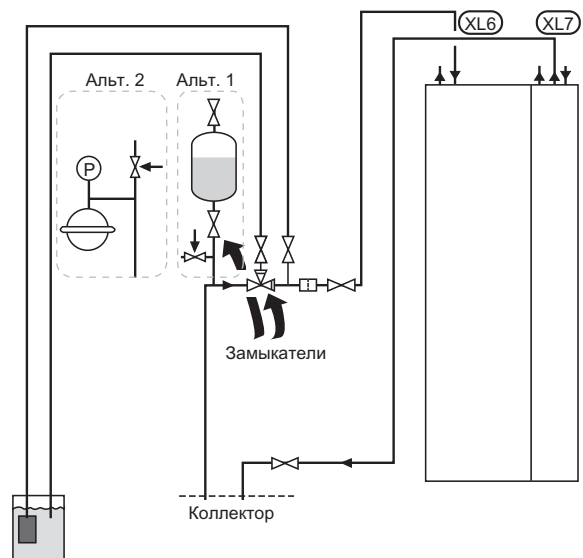 XL6
XL7
Альт. 2
Альт. 1
P
Замыкатели
Коллектор